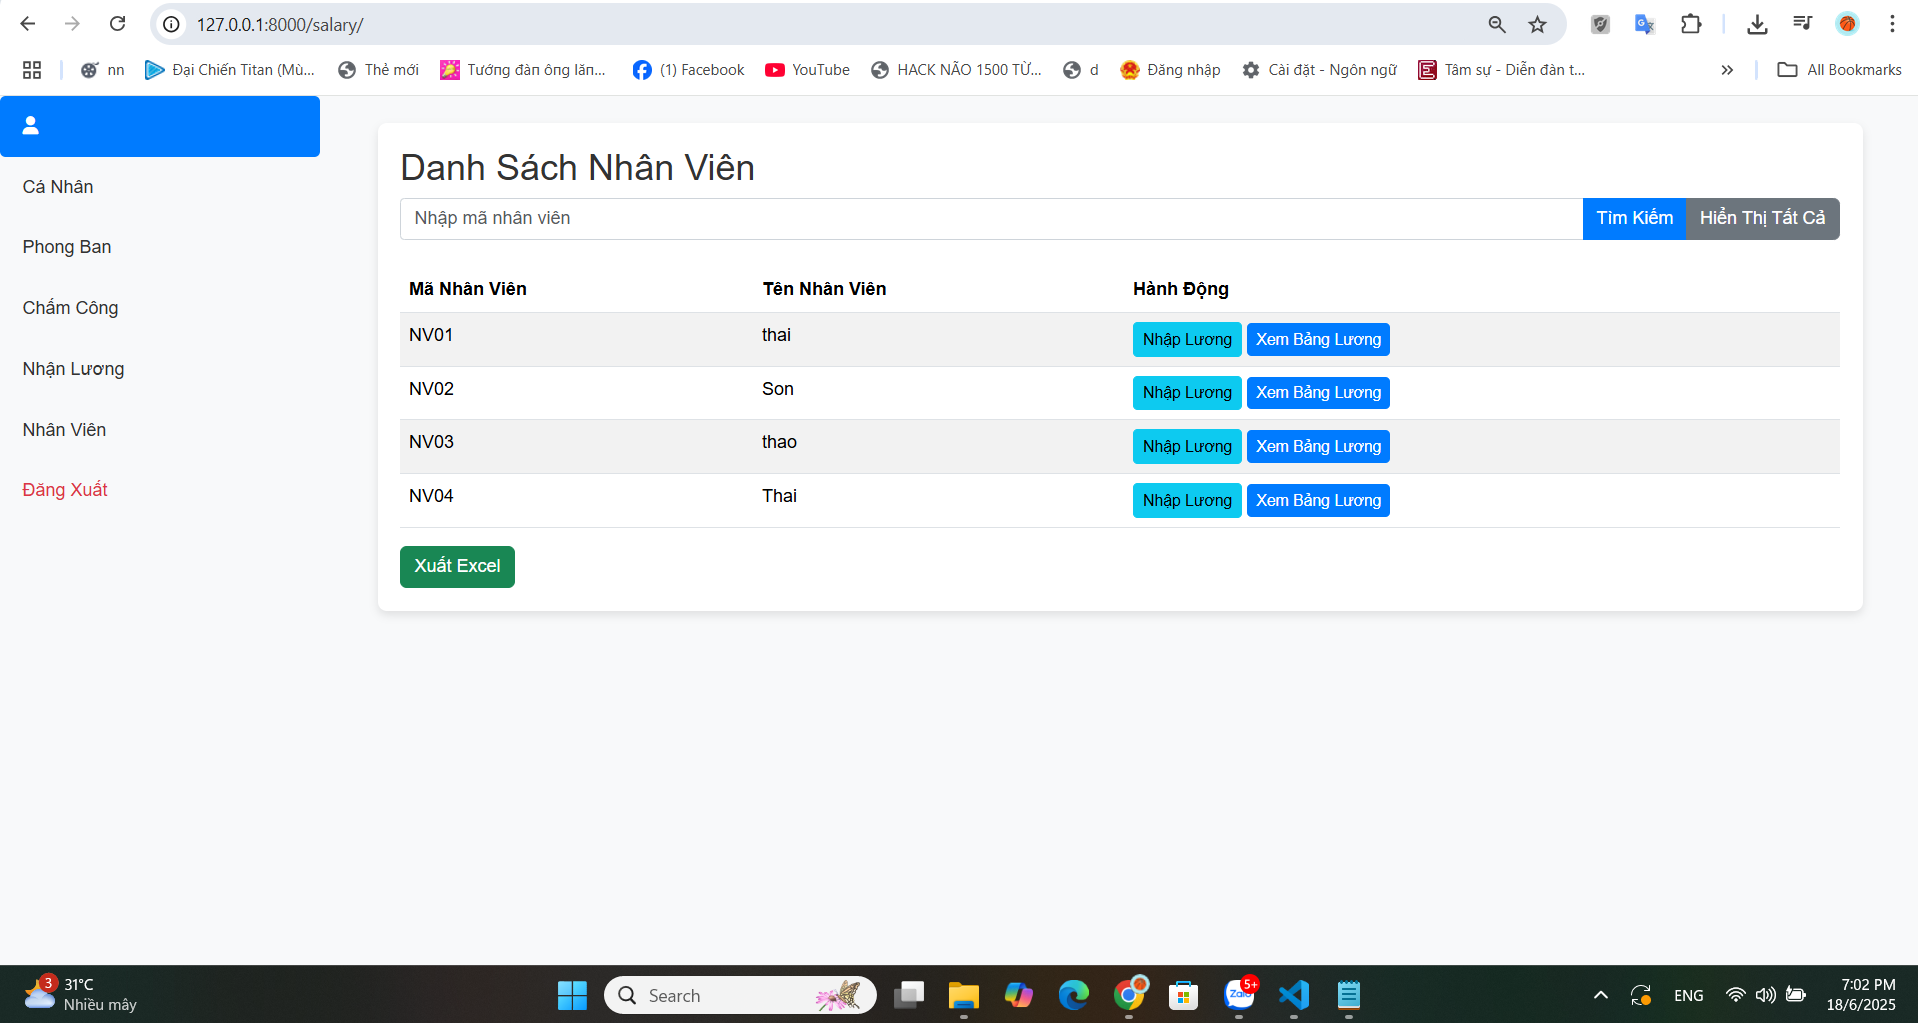 127.0.0.1:8000/salary/
nn
Đại Chiến Titan (Mù...
Thẻ mới
Tướng đàn ông lăn...
(1) Facebook
YouTube
HACK NÃO 1500 TỪ...
d
Đăng nhập
Cài đặt - Ngôn ngữ
Tâm sự - Diễn đàn t...
All Bookmarks
Cá Nhân
Phong Ban
Chấm Công
Nhận Lương
Nhân Viên
Đăng Xuất
Danh Sách Nhân Viên
Nhập mã nhân viên
Tìm Kiếm
Hiển Thị Tất Cả
Mã Nhân Viên Tên Nhân Viên Hành Động
NV01 thai Nhập Lương Xem Bảng Lương
NV02 Son Nhập Lương Xem Bảng Lương
NV03 thao Nhập Lương Xem Bảng Lương
NV04 Thai Nhập Lương Xem Bảng Lương
Xuất Excel
3
31°C
Nhiều mây
Search
Zalo
5+
ENG
7:02 PM
18/6/2025